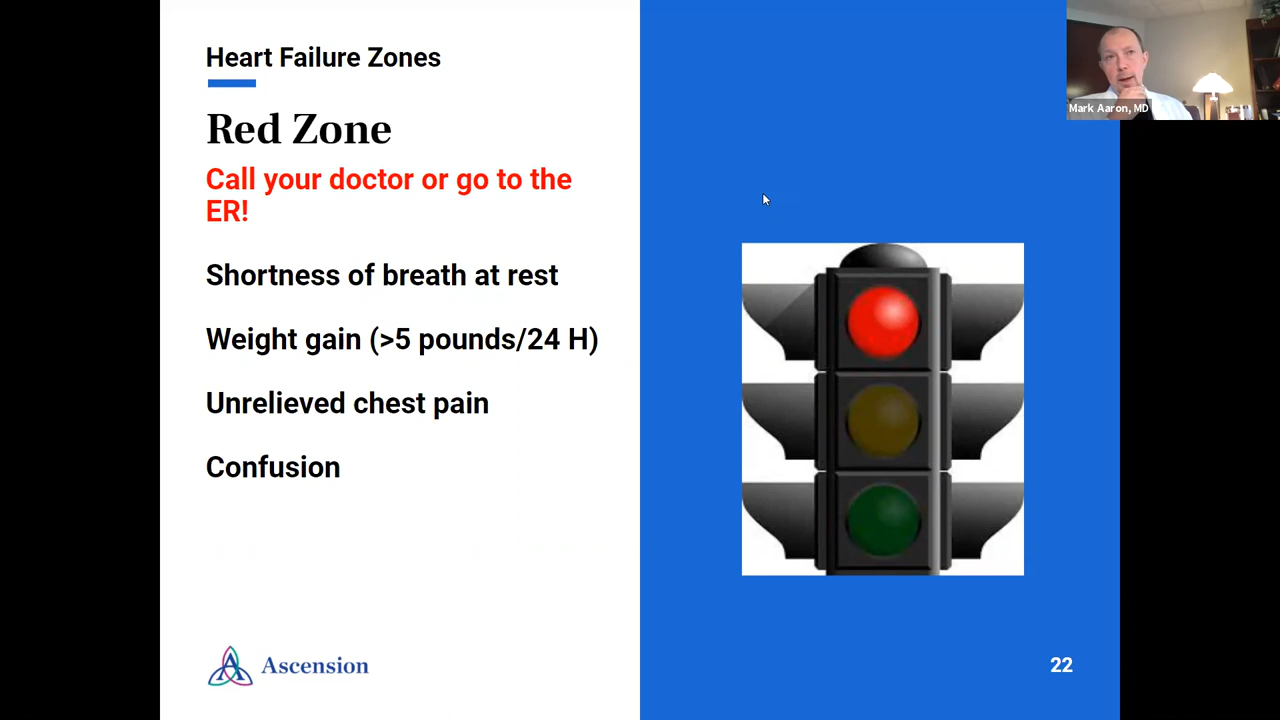 Heart Failure Zones
Red Zone
Call your doctor or go to the
ER!
Shortness of breath at rest
Weight gain (>5 pounds/24 H)
Unrelieved chest pain
Confusion
Ascension
22
Mark Aaron, MD